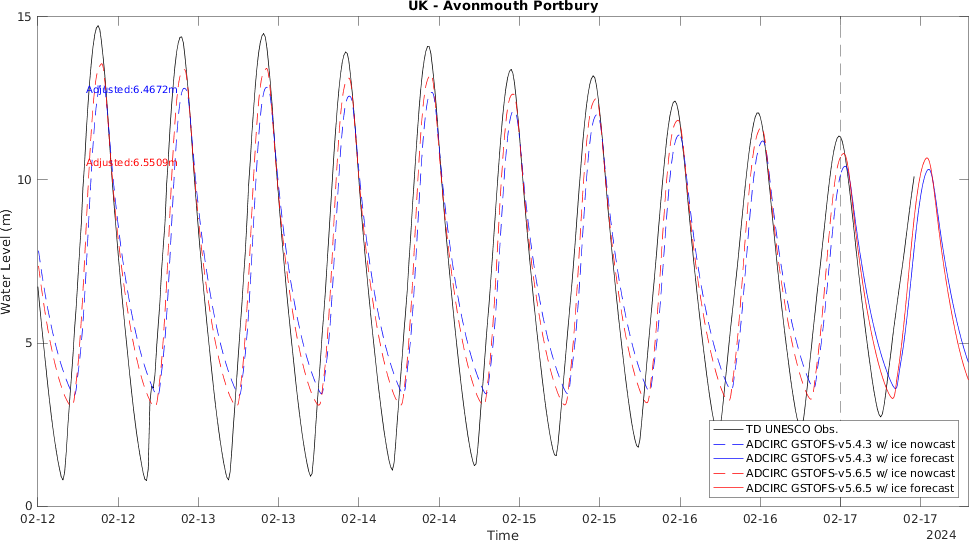 UK - Avonmouth Portbury
15
10
5
0
Water Level (m)
Adjusted:6.4672m
Adjusted:6.5509m
TD UNESCO Obs.
ADCIRC GSTOFS-v5.4.3 w/ ice nowcast
ADCIRC GSTOFS-v5.4.3 w/ ice forecast
ADCIRC GSTOFS-v5.6.5 w/ ice nowcast
ADCIRC GSTOFS-v5.6.5 w/ ice forecast
02-12 02-12 02-13 02-13 02-14 02-14 02-15 02-15 02-16 02-16 02-17 02-17
Time
2024